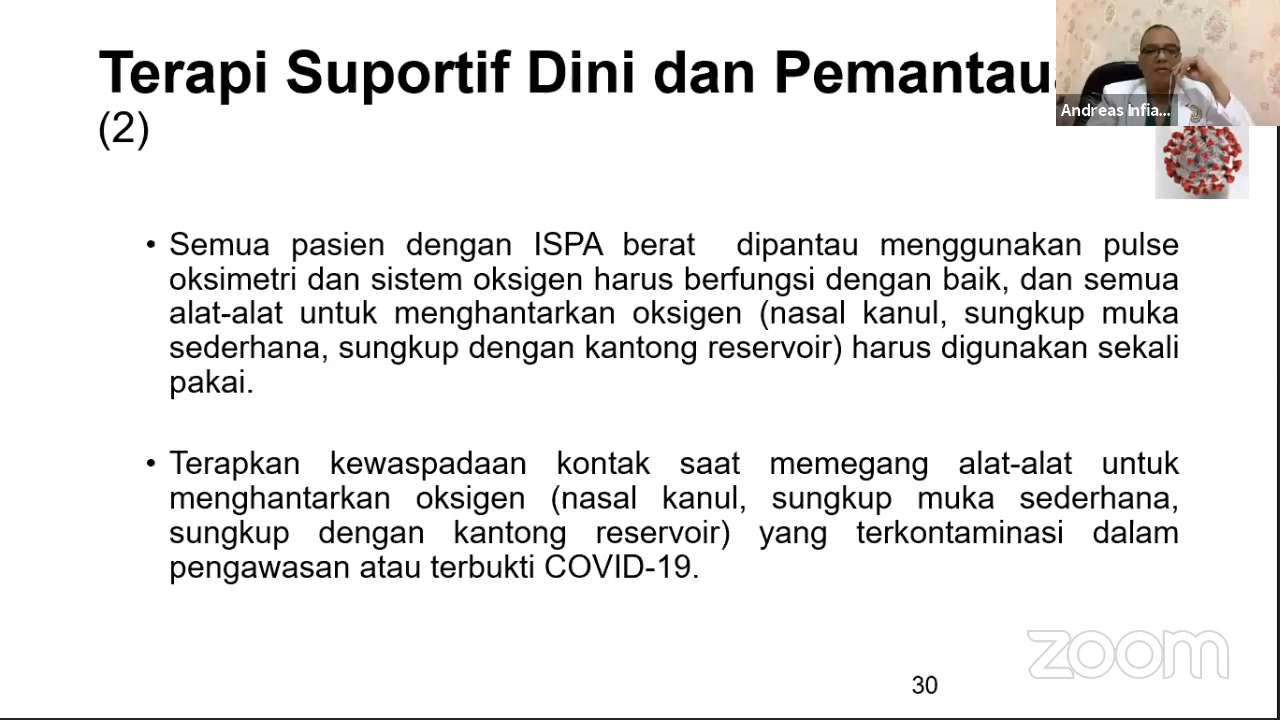 Terapi Suportif Dini dan Pemantau
(2)
Andreas Infia...
• Semua pasien dengan ISPA berat dipantau menggunakan pulse
oksimetri dan sistem oksigen harus berfungsi dengan baik, dan semua
alat-alat untuk menghantarkan oksigen (nasal kanul, sungkup muka
sederhana, sungkup dengan kantong reservoir) harus digunakan sekali
pakai.
• Terapkan kewaspadaan kontak saat memegang alat-alat untuk
menghantarkan oksigen (nasal kanul, sungkup muka sederhana,
sungkup dengan kantong reservoir) yang terkontaminasi dalam
pengawasan atau terbukti COVID-19.
zoom
30